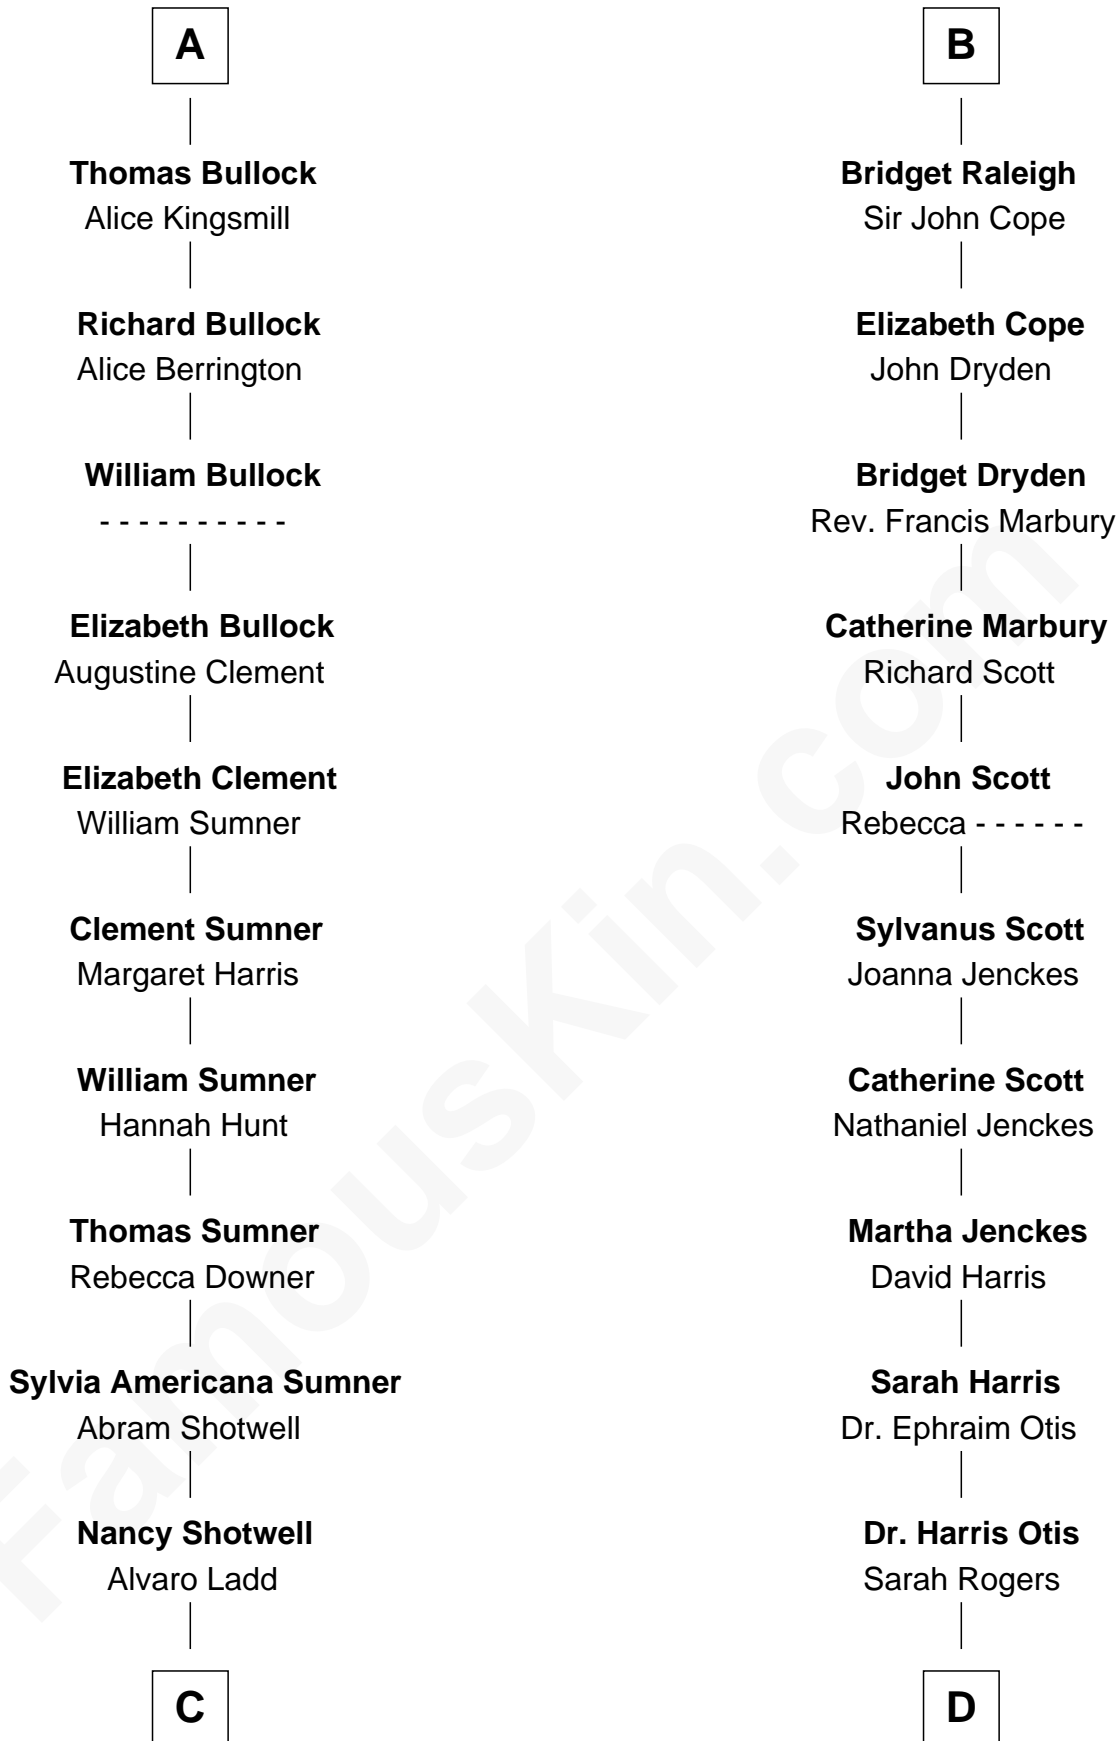 A
Thomas Bullock
Alice Kingsmill
Richard Bullock
Alice Berrington
William Bullock
- - - - - - - - - -
Elizabeth Bullock
Augustine Clement
Elizabeth Clement
William Sumner
Clement Sumner
Margaret Harris
William Sumner
Hannah Hunt
Thomas Sumner
Rebecca Downer
Sylvia Americana Sumner
Abram Shotwell
Nancy Shotwell
Alvaro Ladd
C
B
Bridget Raleigh
Sir John Cope
Elizabeth Cope
John Dryden
Bridget Dryden
Rev. Francis Marbury
Catherine Marbury
Richard Scott
John Scott
Rebecca - - - - - -
Sylvanus Scott
Joanna Jenckes
Catherine Scott
Nathaniel Jenckes
Martha Jenckes
David Harris
Sarah Harris
Dr. Ephraim Otis
Dr. Harris Otis
Sarah Rogers
D
FamousKin.com